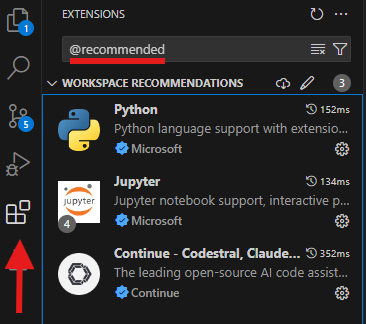 EXTENSIONS
1
@recommended
WORKSPACE RECOMMENDATIONS 3
5
Python 152ms
Python language support with extensio...
Microsoft
Jupyter 134ms
jupyter
Jupyter notebook support, interactive p...
4
Microsoft
Continue - Codestral, Claude... 352ms
The leading open-source AI code assist...
Continue